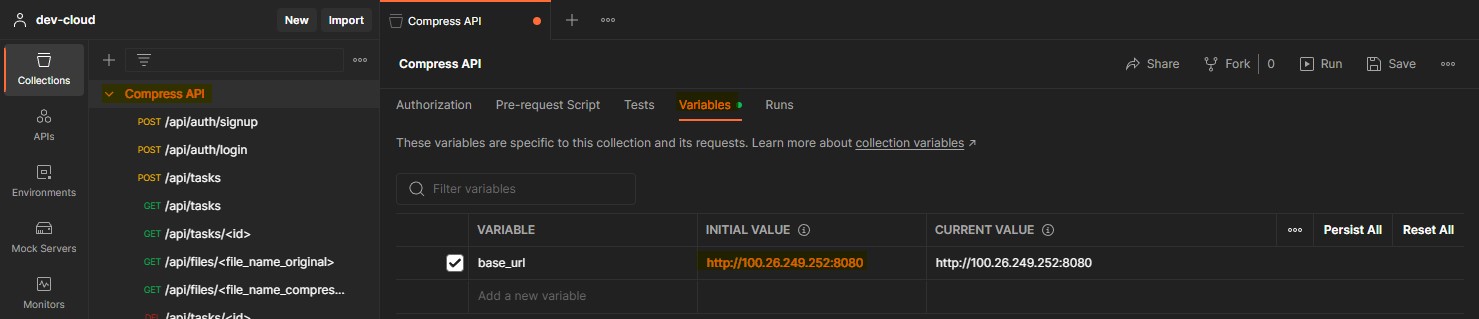 dev-cloud
New
Import
Compress API
Collections
APIs
Environments
Mock Servers
Monitors
Compress API
POST /api/auth/signup
POST /api/auth/login
POST /api/tasks
GET /api/tasks
GET /api/tasks/<id>
GET /api/files/<file_name_original>
GET /api/files/<file_name_compres...
DEL /api/tasks/<id>
Compress API
Share
Fork
0
Run
Save
Authorization
Pre-request Script
Tests
Variables
Runs
These variables are specific to this collection and its requests. Learn more about collection variables ↗
Filter variables
VARIABLE
INITIAL VALUE
CURRENT VALUE
Persist All
Reset All
base_url
http://100.26.249.252:8080
http://100.26.249.252:8080
Add a new variable